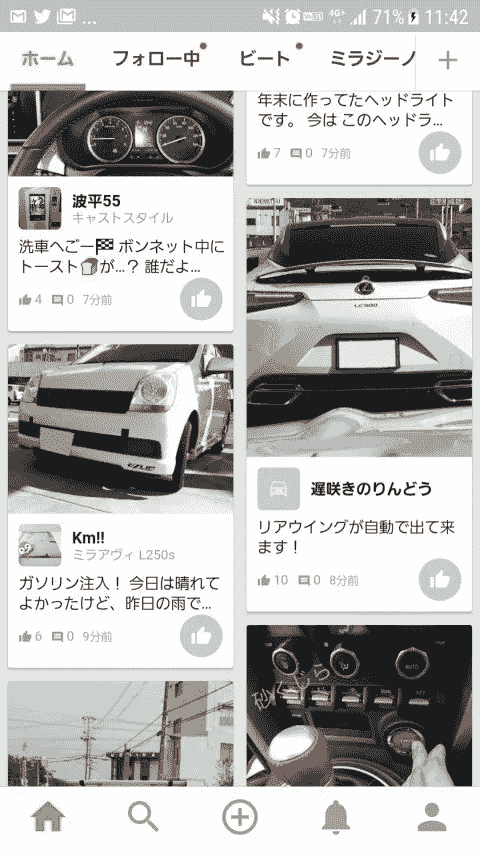 71% 11:42
ホーム
フォロー中
ビート
ミラジーノ
年末に作ってたヘッドライト
です。 今は このヘッドラ...
7 0 7分前
波平55
キャストスタイル
洗車へごー🏁 ボンネット中に
トースト🍞が...？ 誰だよ...
4 0 7分前
LC500
Km!!
ミラアヴィ L250s
ガソリン注入！ 今日は晴れて
よかったけど、昨日の雨で...
6 0 9分前
遅咲きのりんどう
リアウイングが自動で出て来
ます！
10 0 8分前
AUTO
OFF